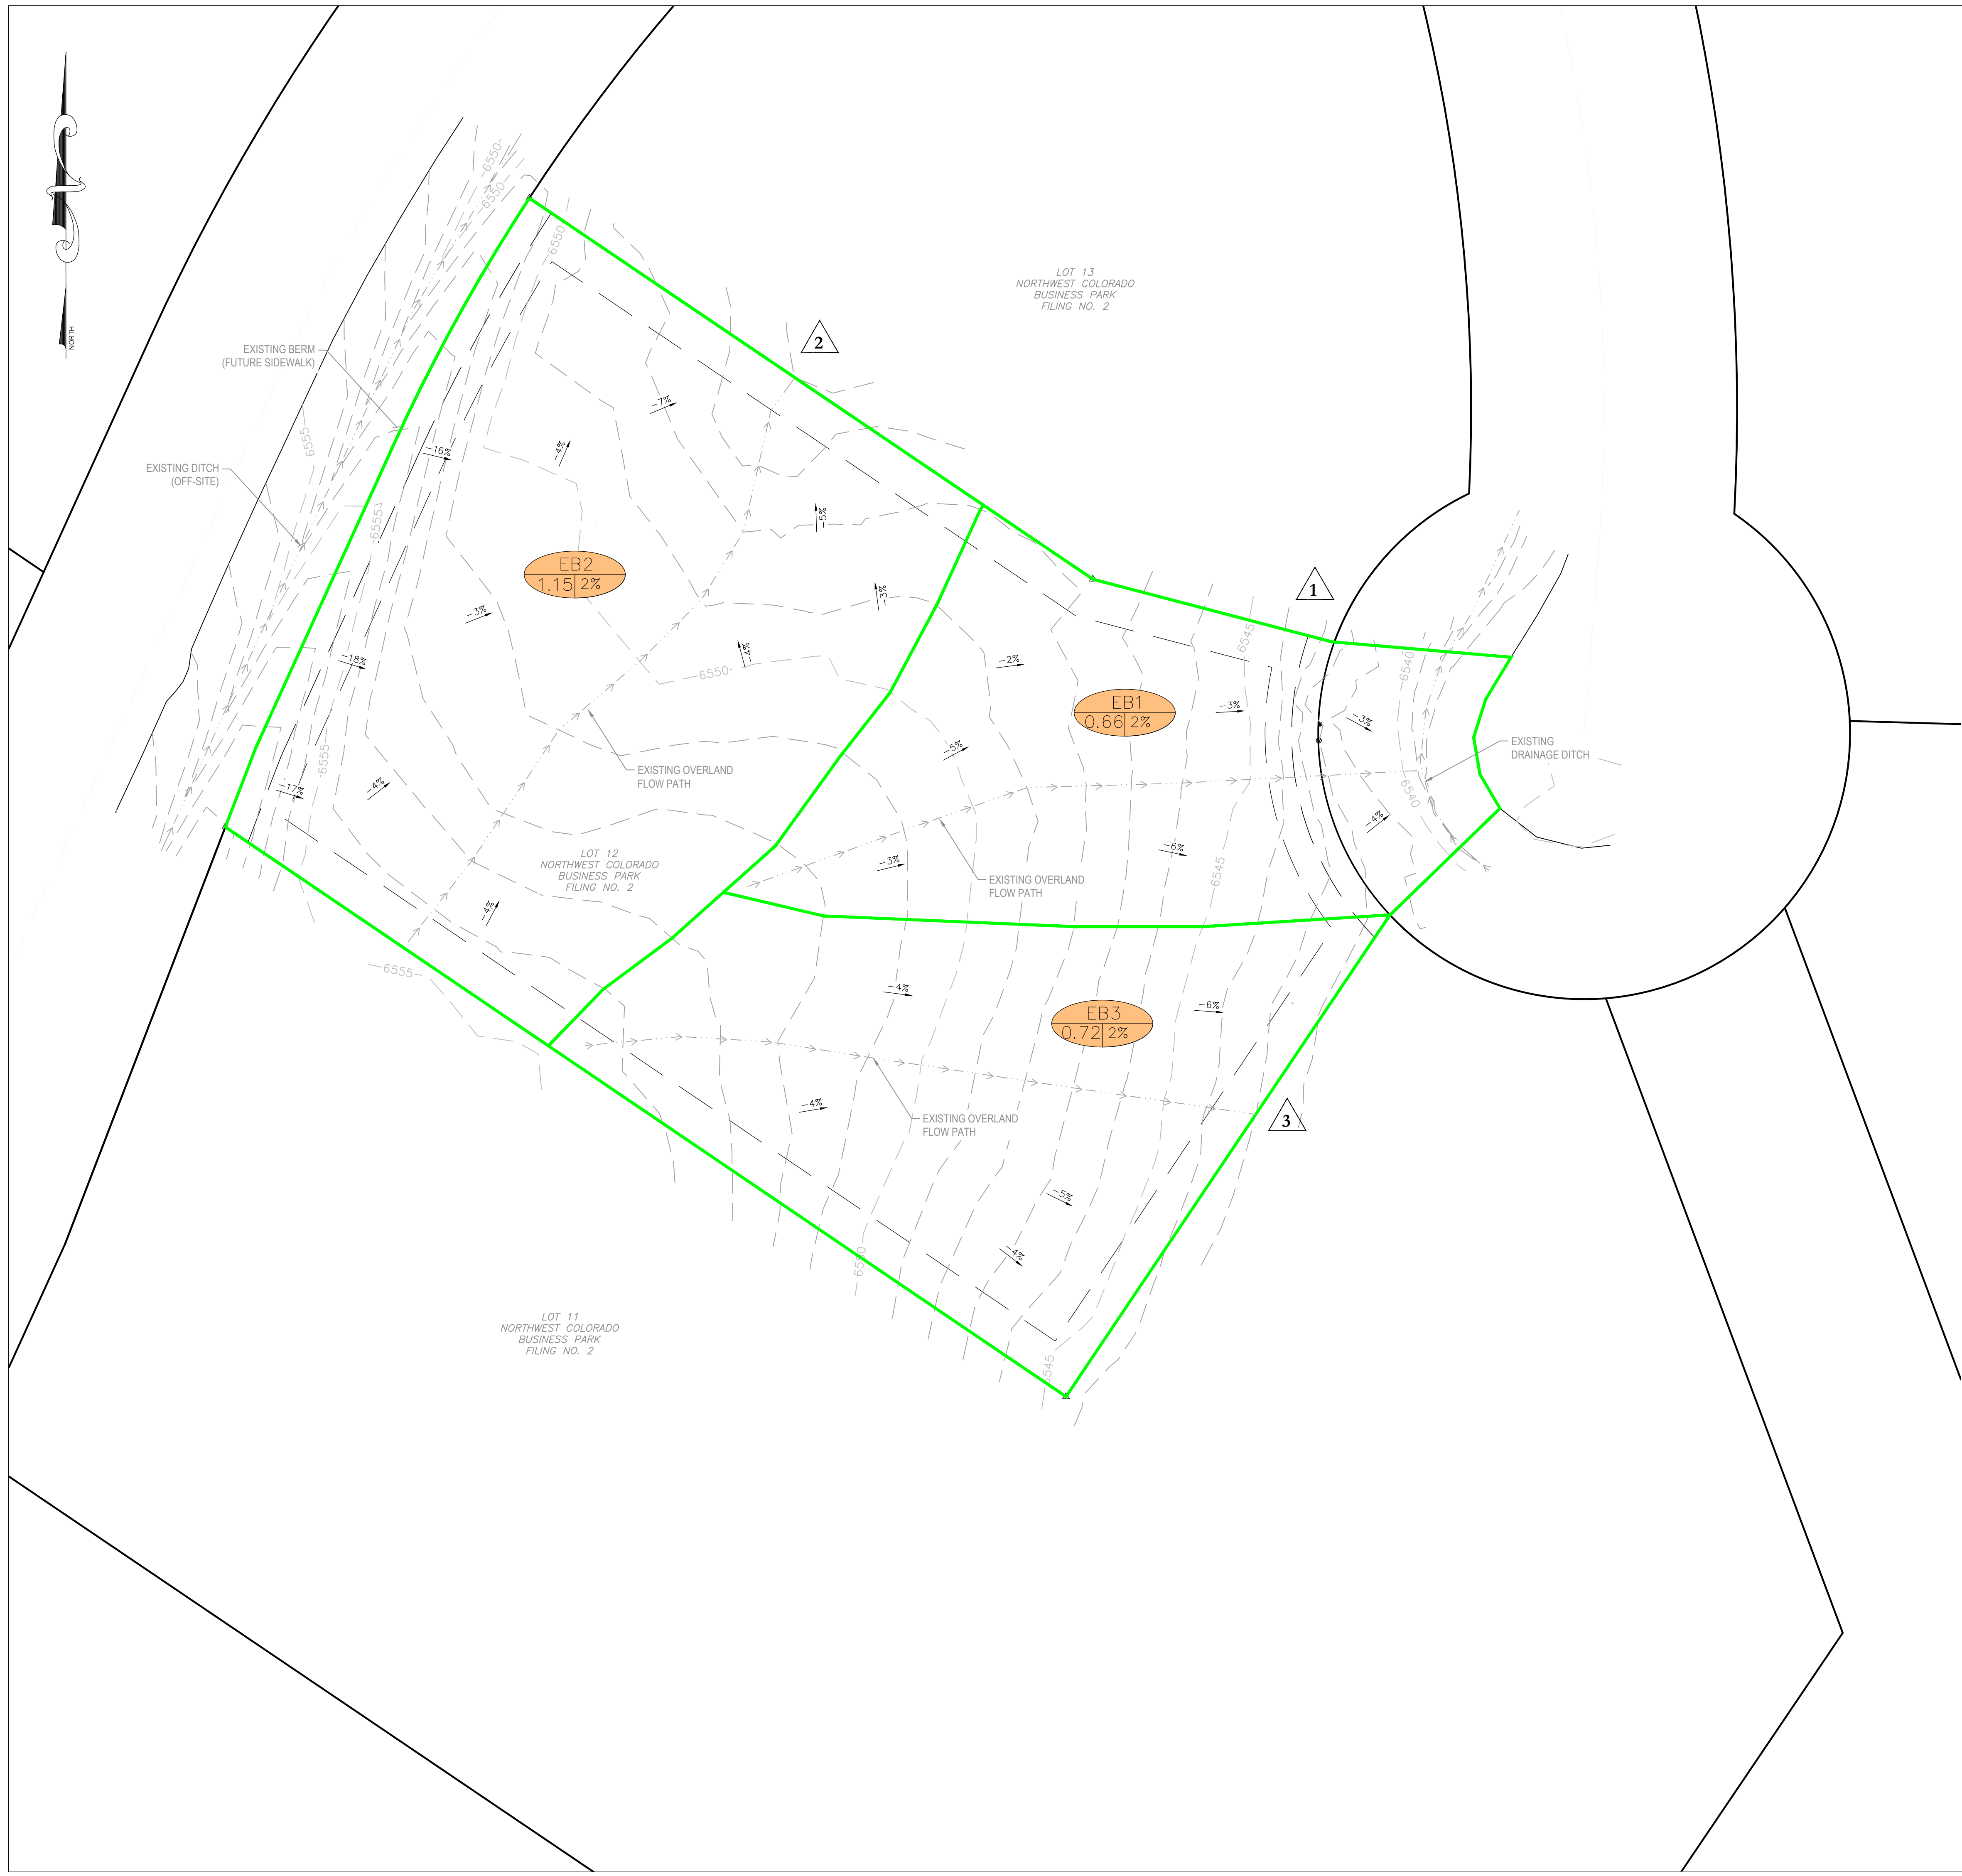 NORTH
-6550-
-6550-
6550
LOT 13
NORTHWEST COLORADO
BUSINESS PARK
FILING NO. 2
2
EXISTING BERM
(FUTURE SIDEWALK)
-7%
-4%
-16%
-6555-
EXISTING DITCH
(OFF-SITE)
-6555-
-5%
EB2
1.15 2%
1
-3%
-3%
-4%
-18%
-6550-
-2%
6545
6540
EB1
0.66 2%
-3%
-3%
EXISTING
DRAINAGE DITCH
-5%
-6555-
EXISTING OVERLAND
FLOW PATH
-4%
-17%
6540
-4%
LOT 12
NORTHWEST COLORADO
BUSINESS PARK
FILING NO. 2
-3%
-6%
6545
EXISTING OVERLAND
FLOW PATH
-4%
-6555-
-4%
-6%
EB3
0.72 2%
-4%
EXISTING OVERLAND
FLOW PATH
3
-5%
-4%
6550
LOT 11
NORTHWEST COLORADO
BUSINESS PARK
FILING NO. 2
6545